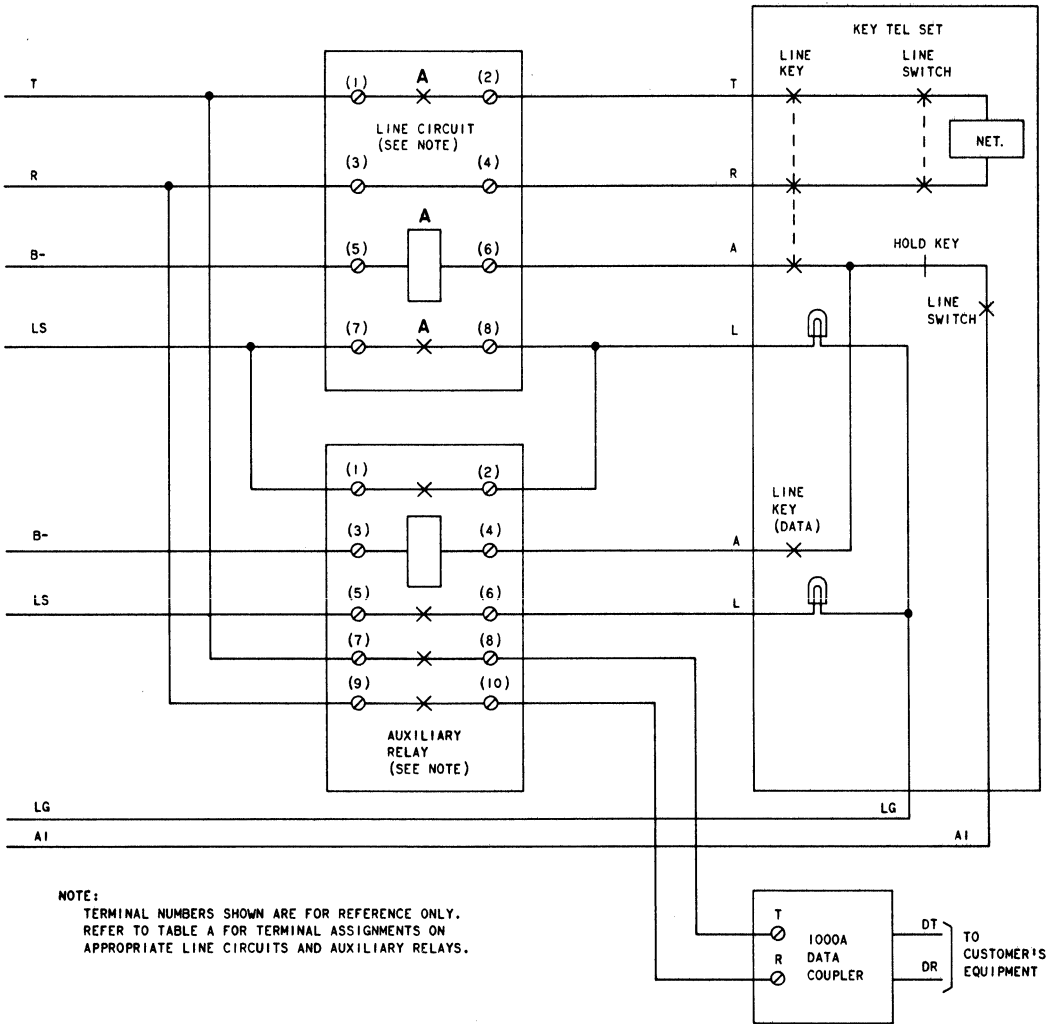 KEY TEL SET
LINE
KEY
LINE
SWITCH
T
(1)
A
(2)
T
LINE CIRCUIT
(SEE NOTE)
NET.
R
(3)
(4)
R
A
B-
(5)
(6)
A
HOLD KEY
LINE
SWITCH
LS
(7)
A
(8)
L
(1)
(2)
LINE
KEY
(DATA)
B-
(3)
(4)
A
LS
(5)
(6)
L
(7)
(8)
(9)
(10)
AUXILIARY
RELAY
(SEE NOTE)
LG
LG
A1
A1
NOTE:
TERMINAL NUMBERS SHOWN ARE FOR REFERENCE ONLY.
REFER TO TABLE A FOR TERMINAL ASSIGNMENTS ON
APPROPRIATE LINE CIRCUITS AND AUXILIARY RELAYS.
T
R
1000A
DATA
COUPLER
DT
DR
TO
CUSTOMER'S
EQUIPMENT